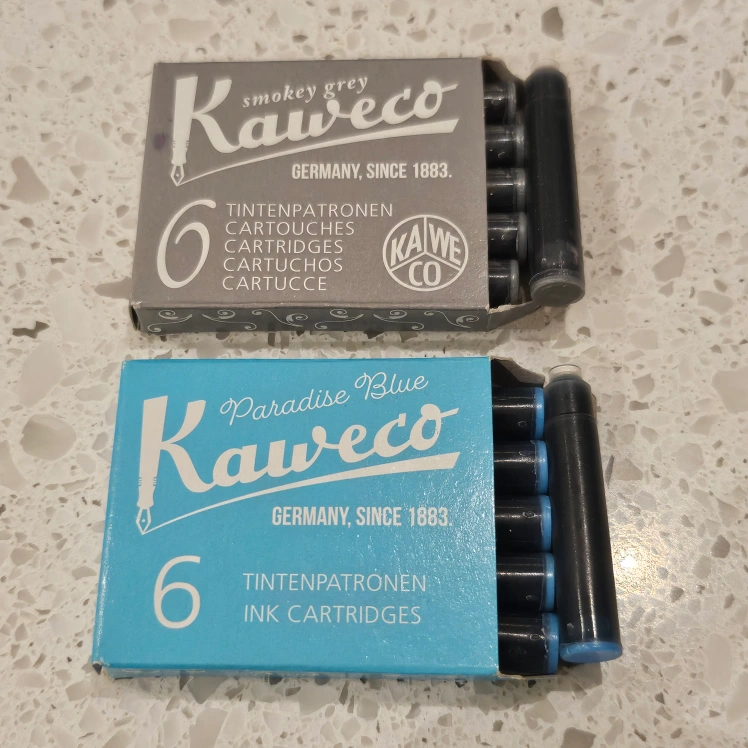 smokey grey
Kaweco
GERMANY, SINCE 1883.
6
TINTENPATRONEN
CARTOUCHES
CARTRIDGES
CARTUCHOS
CARTUCCE
KA WE
CO
Paradise Blue
Kaweco
GERMANY, SINCE 1883.
6
TINTENPATRONEN
INK CARTRIDGES